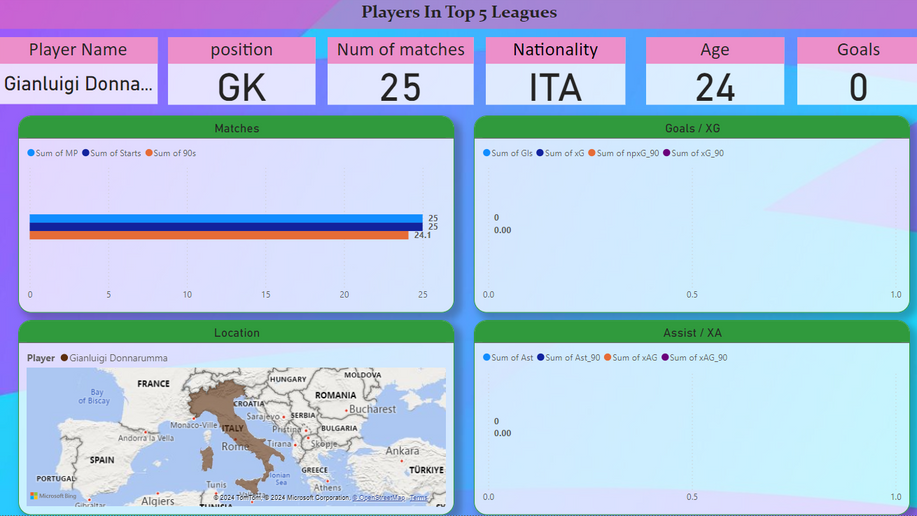 Players In Top 5 Leagues
Player Name
Gianluigi Donna...
position
GK
Num of matches
25
Nationality
ITA
Age
24
Goals
0
Matches
Sum of MP Sum of Starts Sum of 90s
25
25
24.1
0 5 10 15 20 25
Goals / XG
Sum of Gls Sum of xG Sum of npxG_90 Sum of xG_90
0
0.00
0.0 0.5 1.0
Location
Player Gianluigi Donnarumma
FRANCE
HUNGARY
MOLDOVA
Bay
of Biscay
CROATIA
ROMANIA
Monaco-Ville
Sarajevo
SERBIA
Bucharest
Andorra la Vella
ITALY
Pristina
BULGARIA
Rome
Tirana
Skopje
SPAIN
Ankara
PORTUGAL
GREECE
TÜRKİYE
Ionian
Sea
Tunis
Athens
Valletta
Gibraltar
Algiers
TUNISIA
Microsoft Bing
© 2024 TomTom, © 2024 Microsoft Corporation, © OpenStreetMap Terms
Assist / XA
Sum of Ast Sum of Ast_90 Sum of xAG Sum of xAG_90
0
0.00
0.0 0.5 1.0